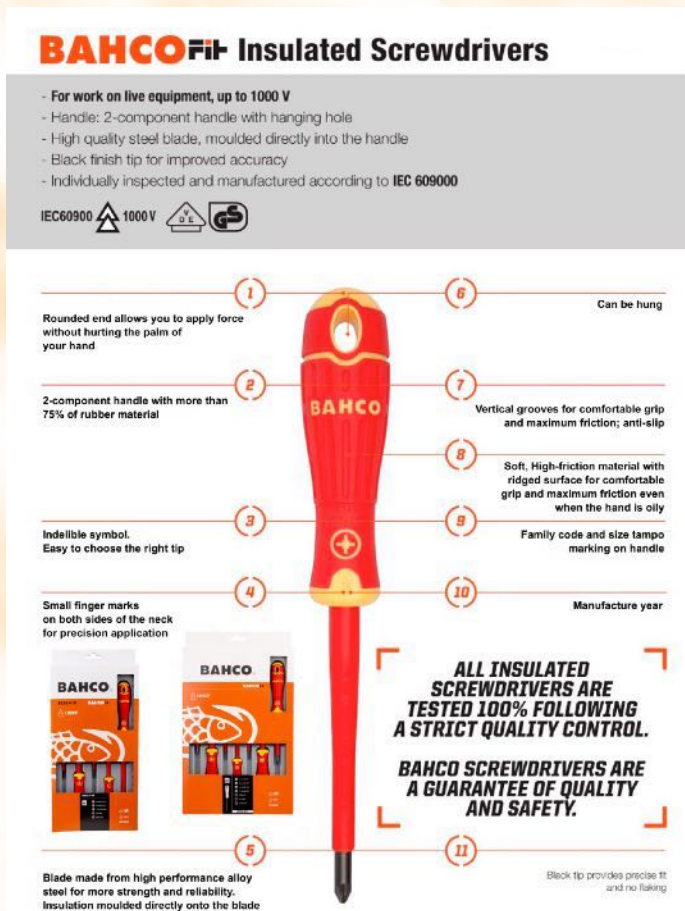 BAHCOFit Insulated Screwdrivers
- For work on live equipment, up to 1000 V
- Handle: 2-component handle with hanging hole
- High quality steel blade, moulded directly into the handle
- Black finish tip for improved accuracy
- Individually inspected and manufactured according to IEC 609000
IEC60900 1000 V VDE GS
1
Rounded end allows you to apply force
without hurting the palm of
your hand
2
2-component handle with more than
75% of rubber material
3
Indelible symbol.
Easy to choose the right tip
4
Small finger marks
on both sides of the neck
for precision application
BAHCO
6
Can be hung
7
Vertical grooves for comfortable grip
and maximum friction; anti-slip
8
Soft, High-friction material with
ridged surface for comfortable
grip and maximum friction even
when the hand is oily
9
Family code and size tampo
marking on handle
10
Manufacture year
BAHCO
BAHCO
ALL INSULATED
SCREWDRIVERS ARE
TESTED 100% FOLLOWING
A STRICT QUALITY CONTROL.
BAHCO SCREWDRIVERS ARE
A GUARANTEE OF QUALITY
AND SAFETY.
5
Blade made from high performance alloy
steel for more strength and reliability.
Insulation moulded directly onto the blade
11
Black tip provides precise fit
and no flaking